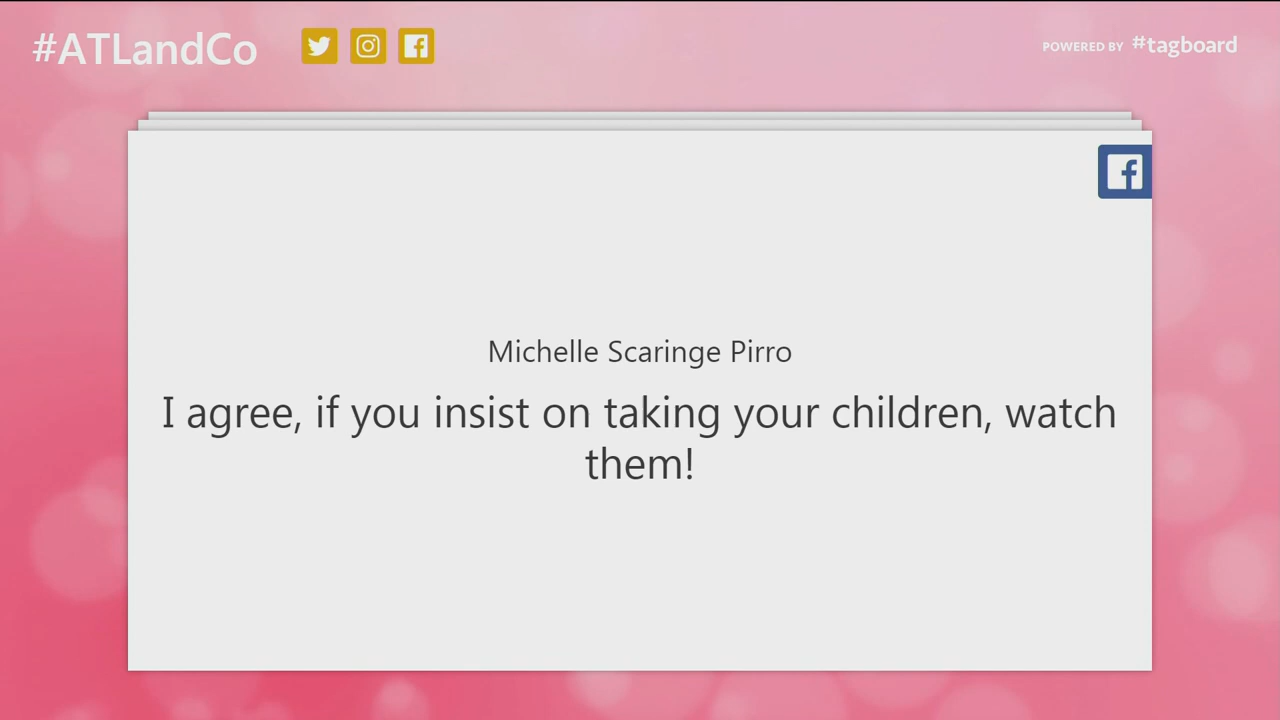 #ATLandCo
POWERED BY #tagboard
Michelle Scaringe Pirro
I agree, if you insist on taking your children, watch
them!